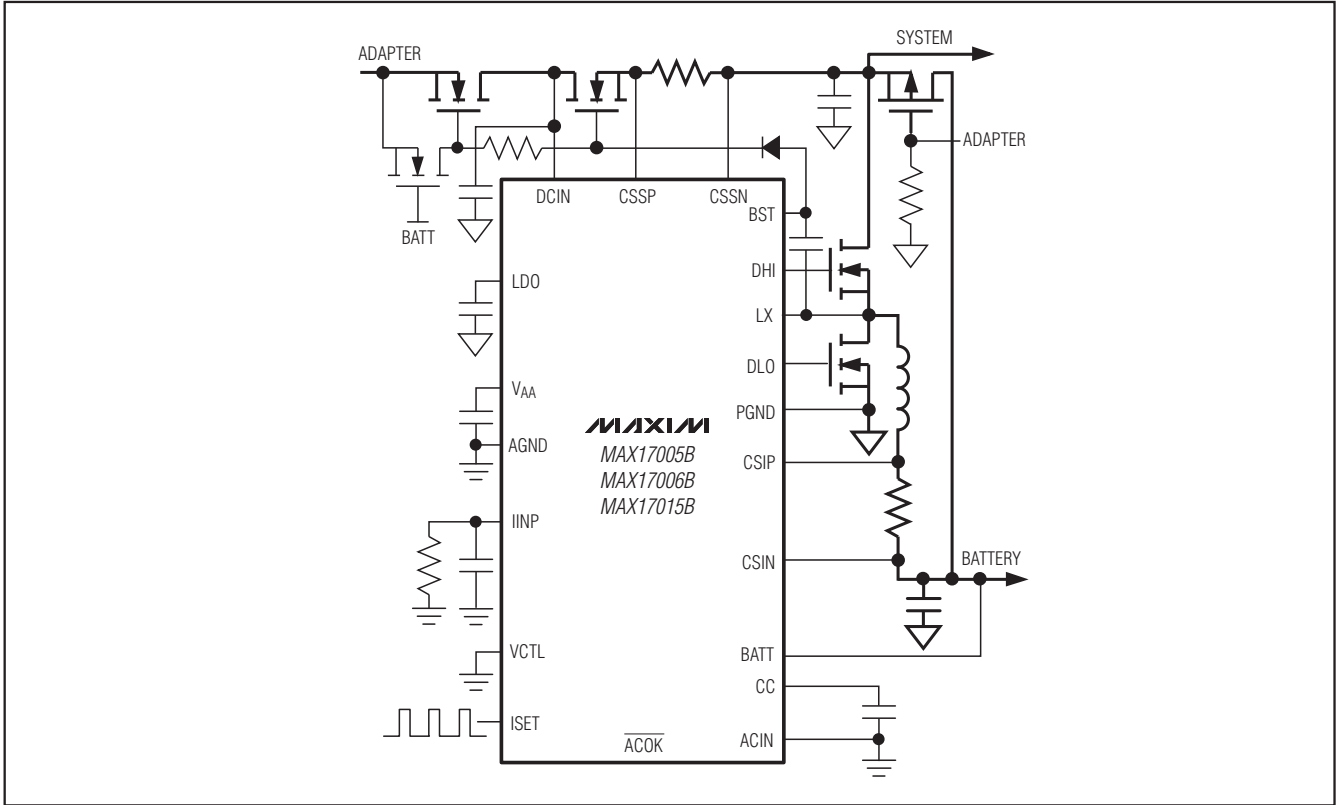 SYSTEM
ADAPTER
ADAPTER
BATT
DCIN
CSSP
CSSN
BST
DHI
LX
DLO
PGND
CSIP
CSIN
BATTERY
BATT
CC
ACIN
LDO
VAA
AGND
IINP
VCTL
ISET
ACOK
MAXIM
MAX17005B
MAX17006B
MAX17015B